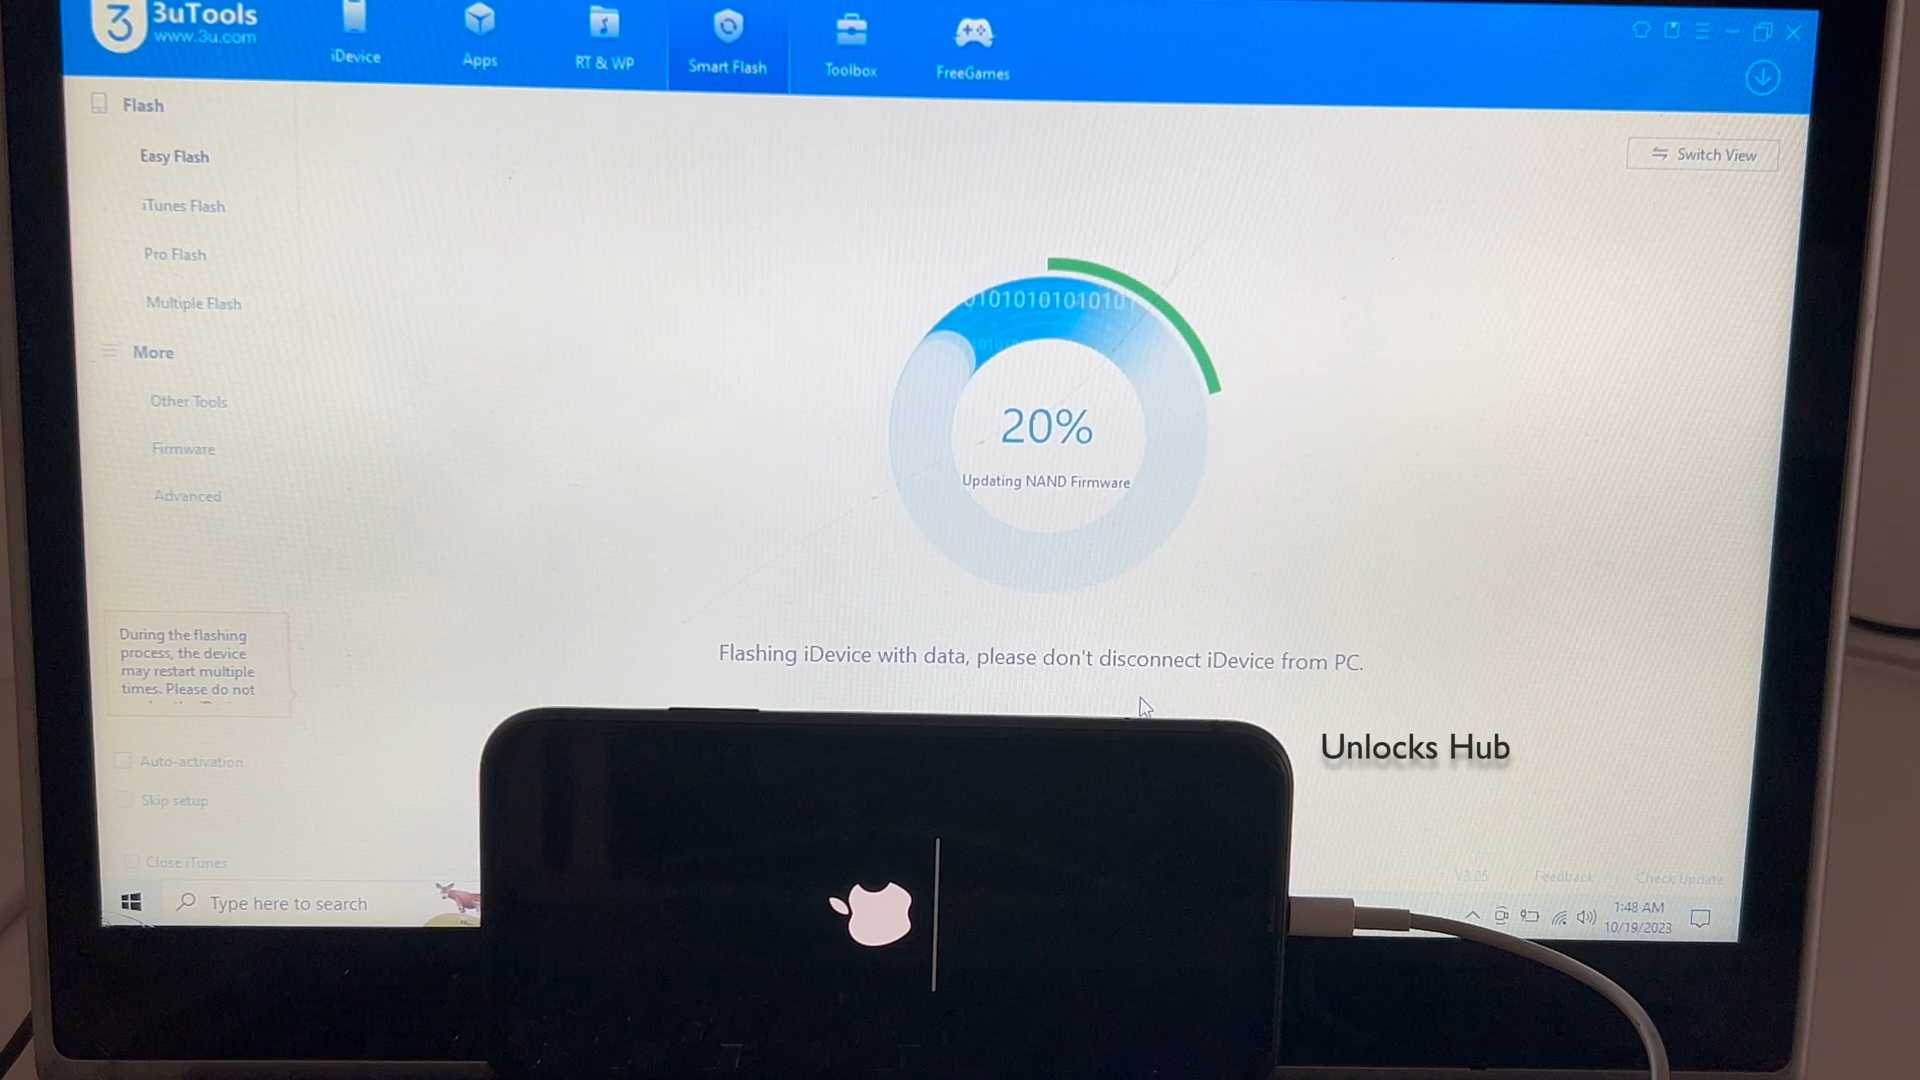 3 3uTools
www.3u.com
iDevice
Apps
RT & WP
Smart Flash
Toolbox
FreeGames
Flash
Easy Flash
iTunes Flash
Pro Flash
Multiple Flash
More
Other Tools
Firmware
Advanced
Switch View
20%
Updating NAND Firmware
Flashing iDevice with data, please don't disconnect iDevice from PC.
During the flashing
process, the device
may restart multiple
times. Please do not
Auto-activation
Skip setup
Close iTunes
Unlocks Hub
V3.05
Feedback
Check Update
Type here to search
1:48 AM
10/19/2023